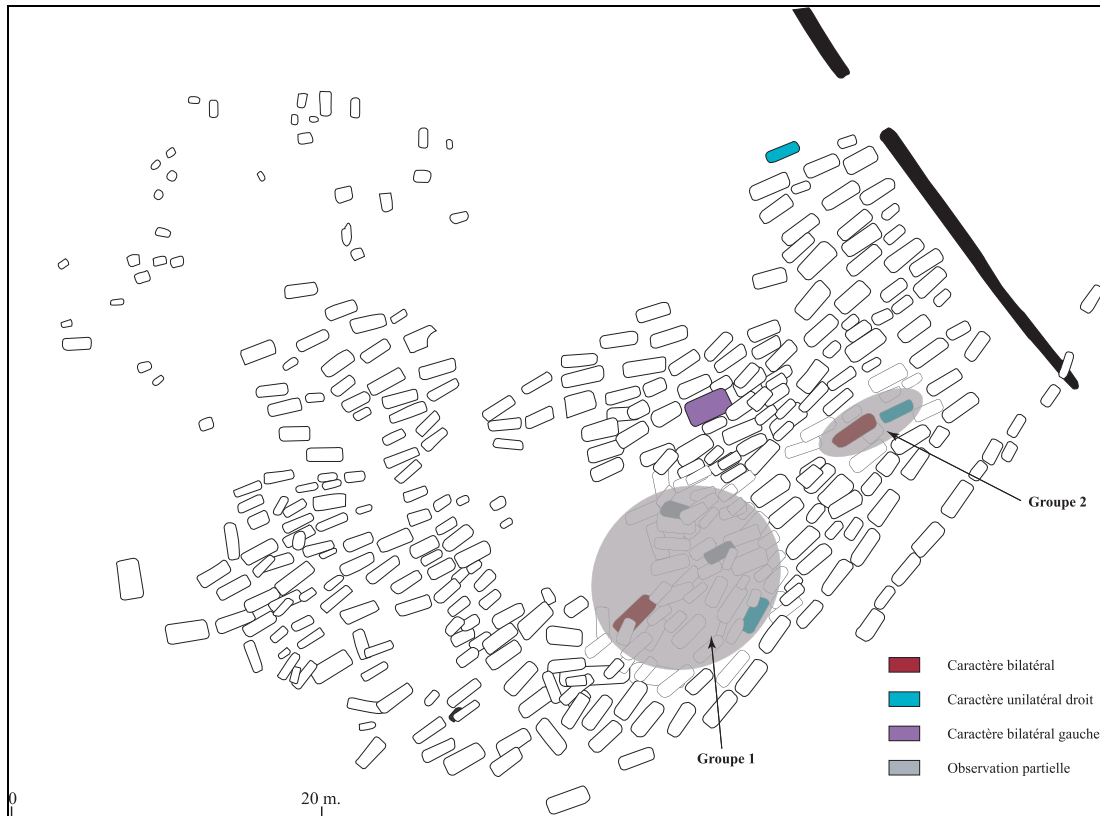 Groupe 2
Caractère bilatéral
Caractère unilatéral droit
Caractère bilatéral gauche
Groupe 1
Observation partielle
0
20 m.